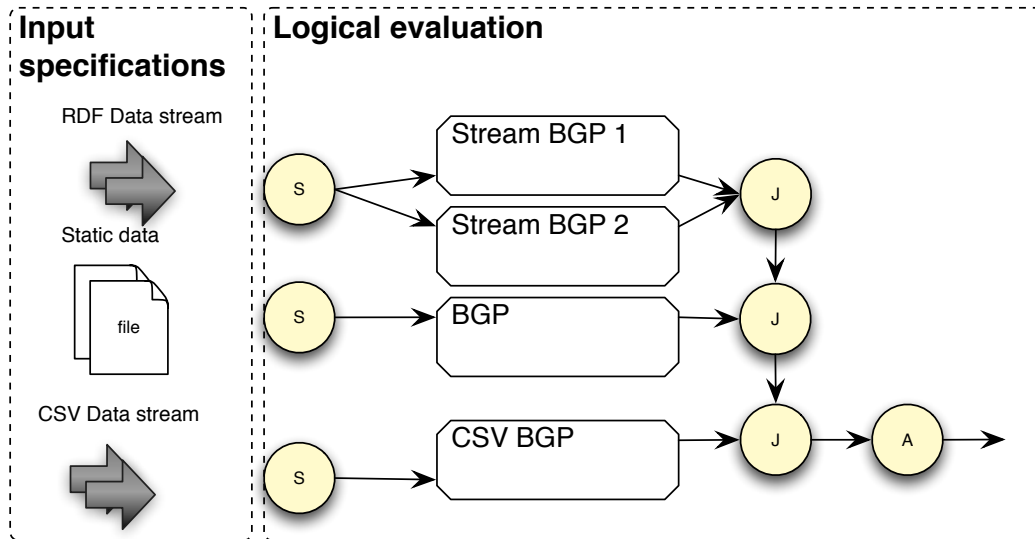 Input
specifications
Logical evaluation
RDF Data stream
Static data
file
CSV Data stream
S
Stream BGP 1
Stream BGP 2
J
S
BGP
J
S
CSV BGP
J
A